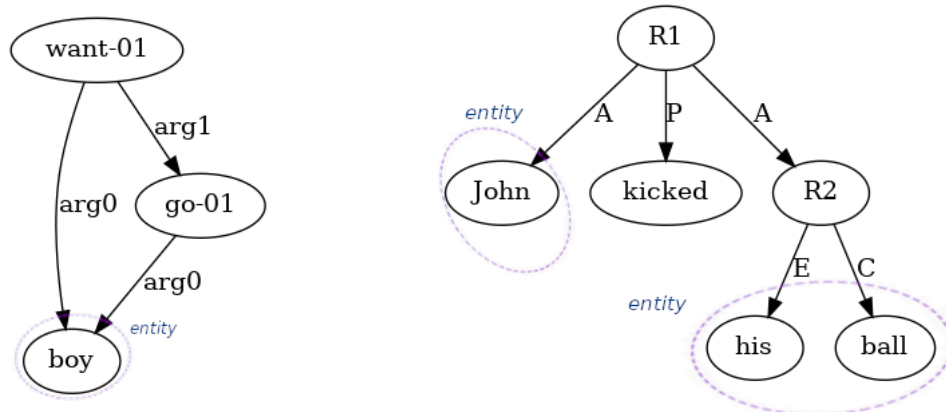 want-01
arg1
arg0
go-01
arg0
entity
boy
R1
A
P
A
entity
John
kicked
R2
E
C
entity
his
ball